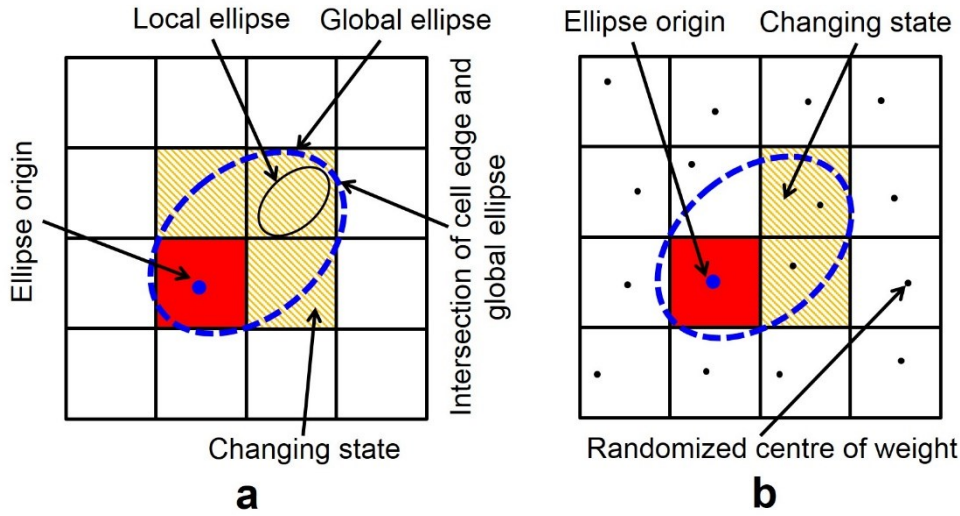 Local ellipse
Global ellipse
Ellipse origin
Intersection of cell edge and
global ellipse
Changing state
a
Ellipse origin
Changing state
Randomized centre of weight
b